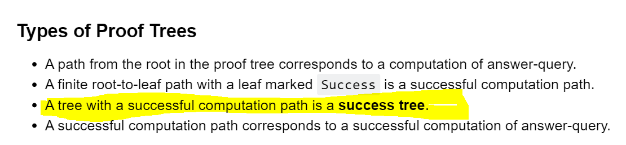 Types of Proof Trees
• A path from the root in the proof tree corresponds to a computation of answer-query.
• A finite root-to-leaf path with a leaf marked Success is a successful computation path.
• A tree with a successful computation path is a success tree.
• A successful computation path corresponds to a successful computation of answer-query.